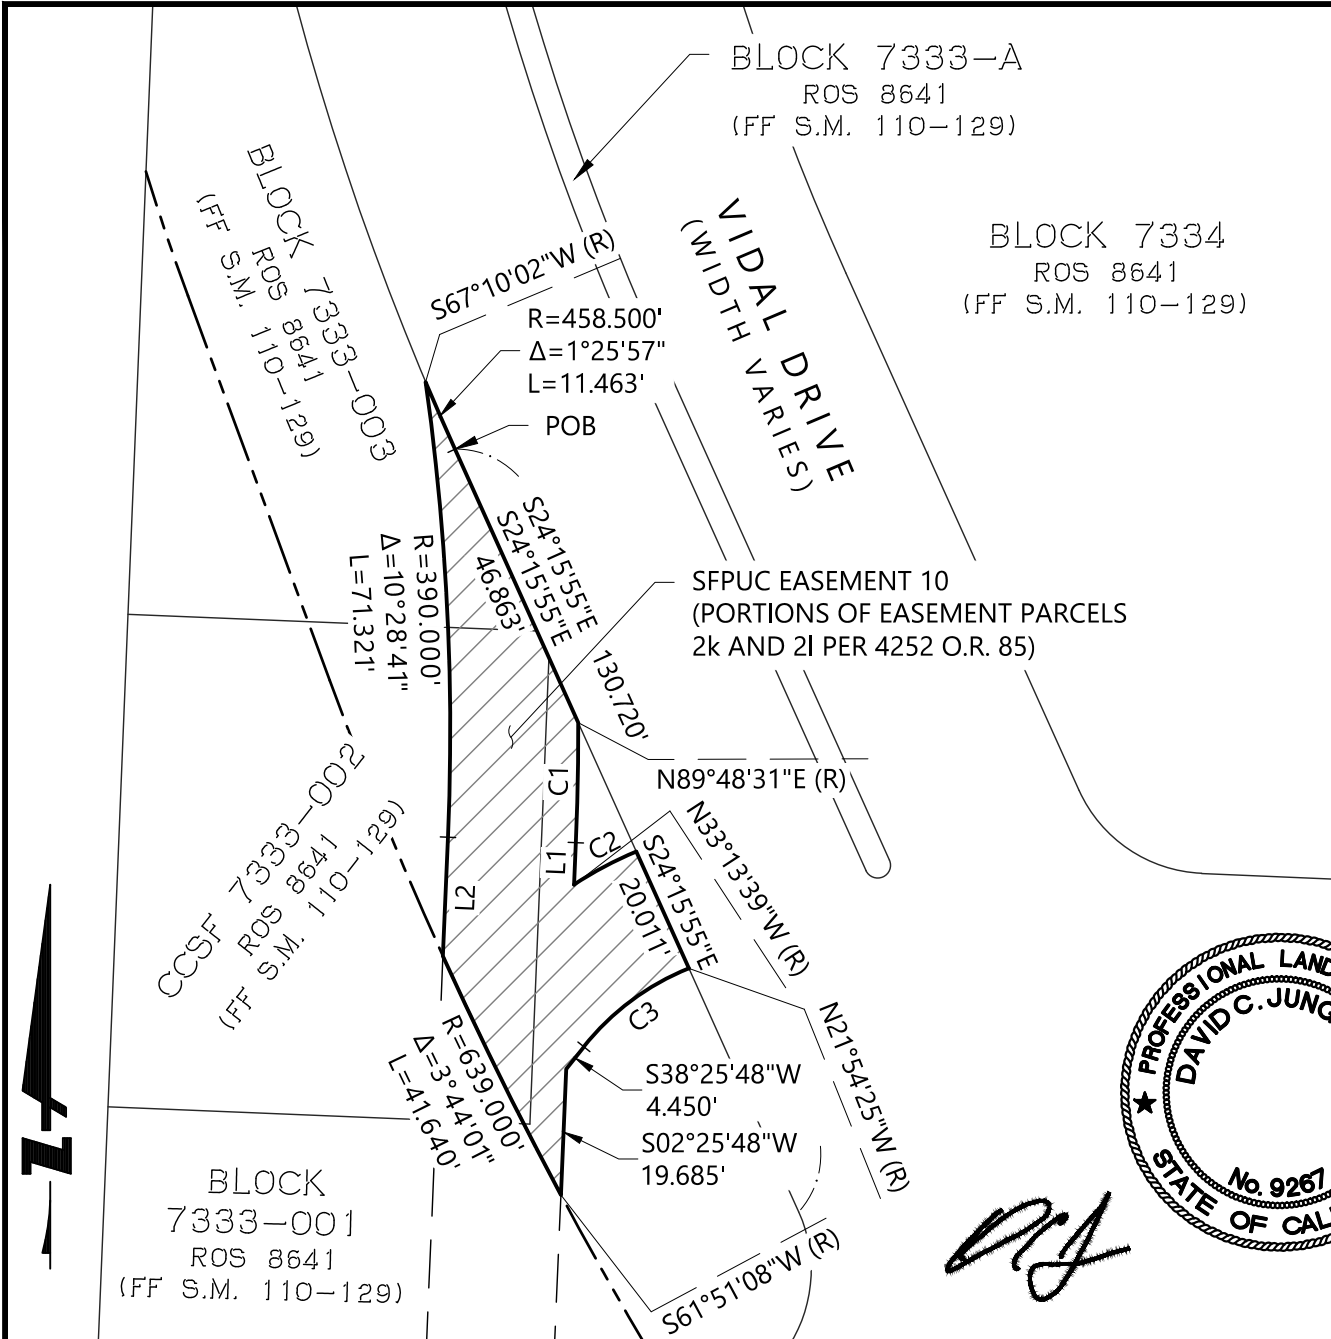 BLOCK 7333-A
ROS 8641
(FF S.M. 110-129)
BLOCK 7333-003
ROS 8641
(FF S.M. 110-129)
VIDAL DRIVE
(WIDTH VARIES)
BLOCK 7334
ROS 8641
(FF S.M. 110-129)
S67°10'02"W (R)
R=458.500'
Δ=1°25'57"
L=11.463'
POB
S24°15'55"E
130.720'
S24°15'55"E
46.863'
R=390.000'
Δ=10°28'41"
L=71.321'
SFPUC EASEMENT 10
(PORTIONS OF EASEMENT PARCELS
2k AND 2l PER 4252 O.R. 85)
N89°48'31"E (R)
C1
L1
C2
L2
C3
S24°15'55"E
20.011'
N33°13'39"W (R)
N21°54'25"W (R)
CCSF 7333-002
ROS 8641
(FF S.M. 110-129)
R=639.000'
Δ=3°44'01"
L=41.640'
S38°25'48"W
4.450'
S02°25'48"W
19.685'
S61°51'08"W (R)
BLOCK
7333-001
ROS 8641
(FF S.M. 110-129)
PROFESSIONAL LAND
DAVID C. JUNG
No. 9267
STATE OF CAL